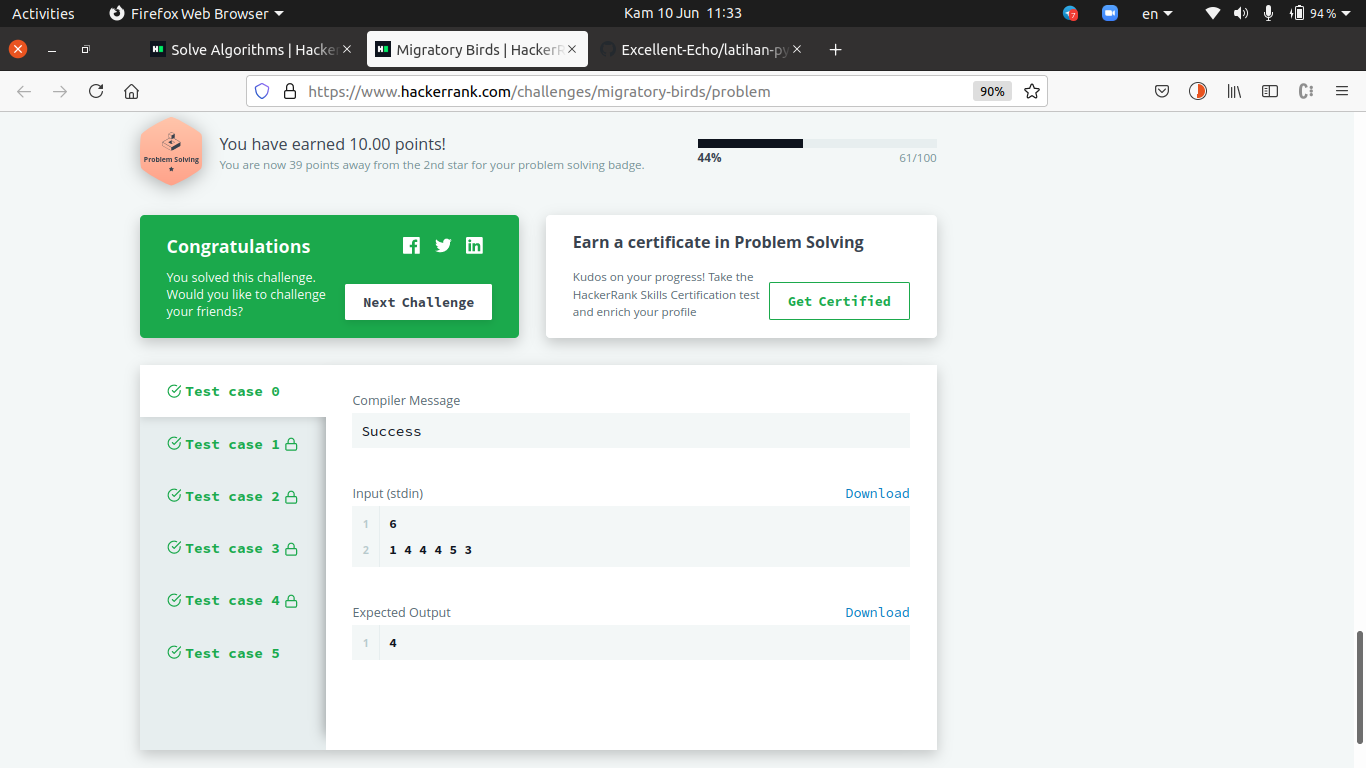 Activities
Firefox Web Browser
Kam 10 Jun 11:33
7
en
94 %
Solve Algorithms | Hacker
Migratory Birds | HackerR
Excellent-Echo/latihan-py
https://www.hackerrank.com/challenges/migratory-birds/problem
90%
Problem Solving
You have earned 10.00 points!
You are now 39 points away from the 2nd star for your problem solving badge.
44%
61/100
Congratulations
You solved this challenge.
Would you like to challenge
your friends?
Next Challenge
Earn a certificate in Problem Solving
Kudos on your progress! Take the
HackerRank Skills Certification test
and enrich your profile
Get Certified
Test case 0
Test case 1
Test case 2
Test case 3
Test case 4
Test case 5
Compiler Message
Success
Input (stdin)
Download
1 6
2 1 4 4 4 5 3
Expected Output
Download
1 4